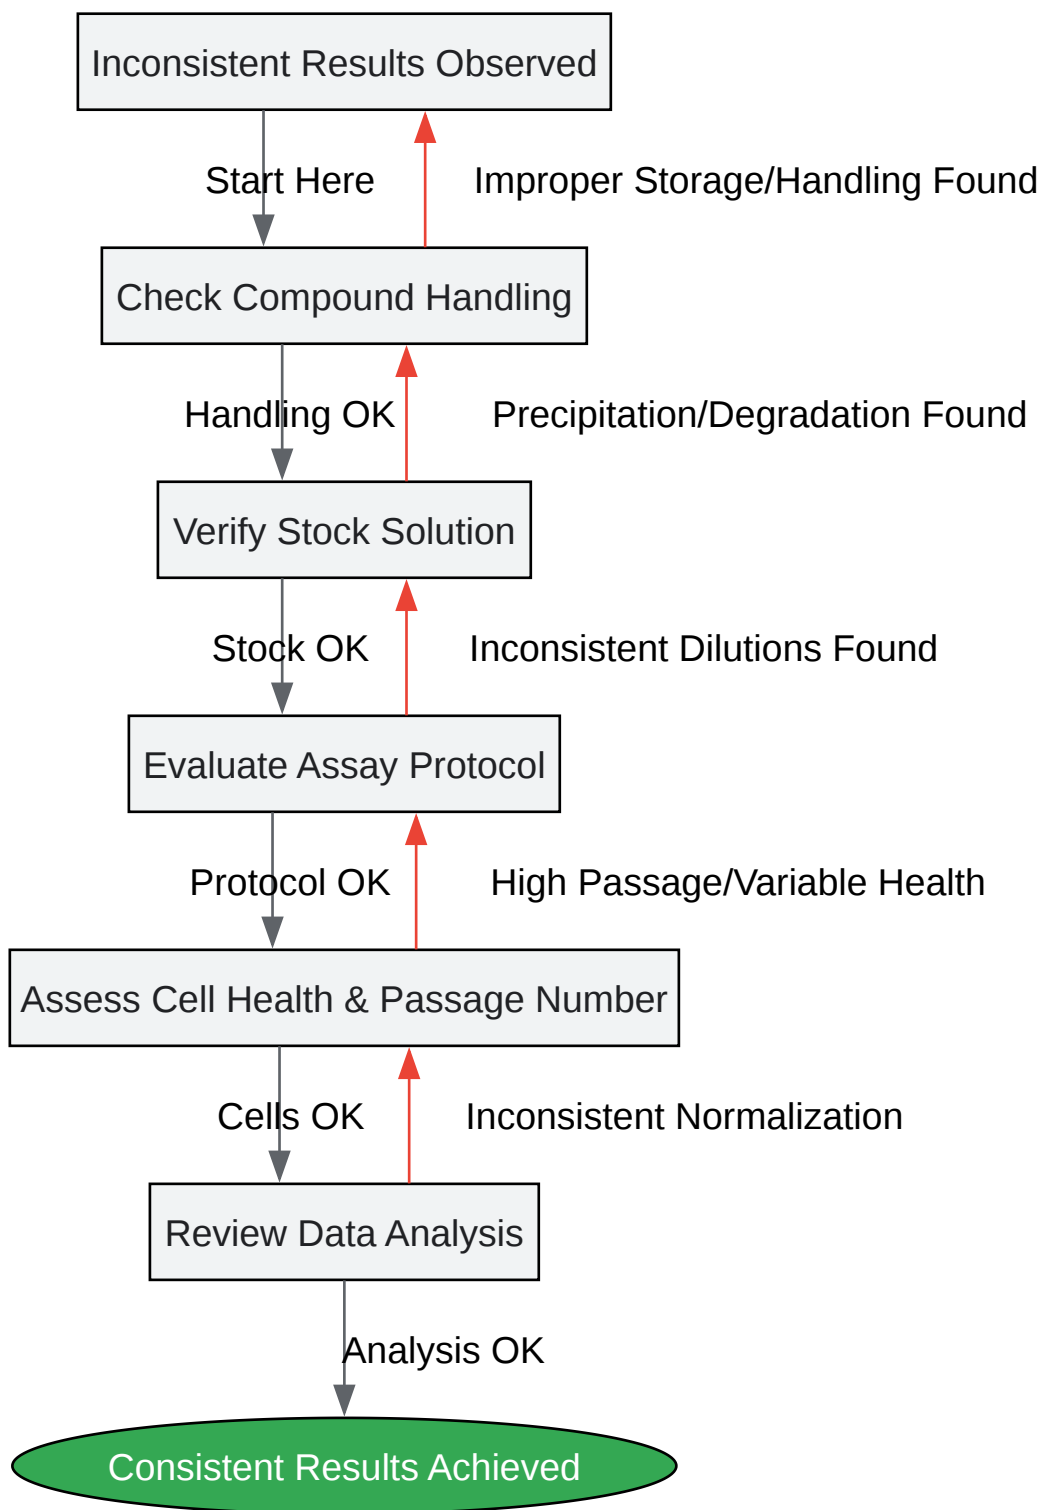 Inconsistent Results Observed
Start Here
Improper Storage/Handling Found
Check Compound Handling
Handling OK
Precipitation/Degradation Found
Verify Stock Solution
Stock OK
Inconsistent Dilutions Found
Evaluate Assay Protocol
Protocol OK
High Passage/Variable Health
Assess Cell Health & Passage Number
Cells OK
Inconsistent Normalization
Review Data Analysis
Analysis OK
Consistent Results Achieved